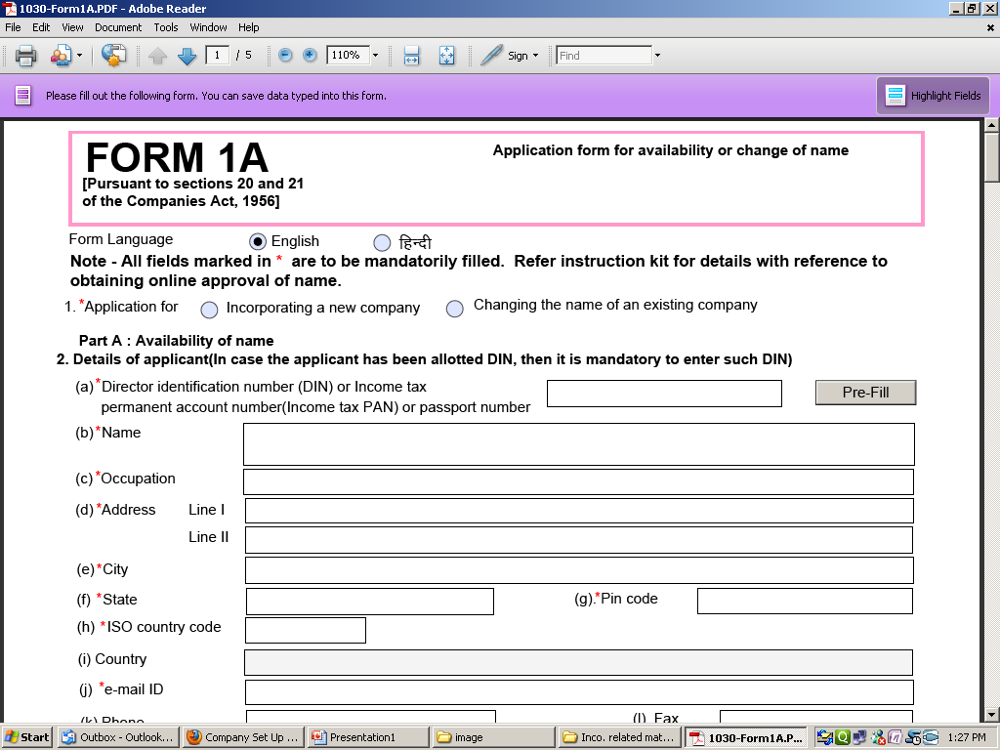 1030-Form1A.PDF - Adobe Reader
File Edit View Document Tools Window Help
1 / 5 110% Sign Find
Please fill out the following form. You can save data typed into this form. Highlight Fields
FORM 1A
Application form for availability or change of name
[Pursuant to sections 20 and 21
of the Companies Act, 1956]
Form Language English हिन्दी
Note - All fields marked in * are to be mandatorily filled. Refer instruction kit for details with reference to
obtaining online approval of name.
1. *Application for Incorporating a new company Changing the name of an existing company
Part A : Availability of name
2. Details of applicant(In case the applicant has been allotted DIN, then it is mandatory to enter such DIN)
(a) *Director identification number (DIN) or Income tax
permanent account number(Income tax PAN) or passport number Pre-Fill
(b) *Name
(c) *Occupation
(d) *Address Line I
Line II
(e) *City
(f) *State (g).*Pin code
(h) *ISO country code
(i) Country
(j) *e-mail ID
(k) Phone (l) Fax
Start Outbox - Outlook... Company Set Up ... Presentation1 image Inco. related mat... 1030-Form1A.P... 1:27 PM